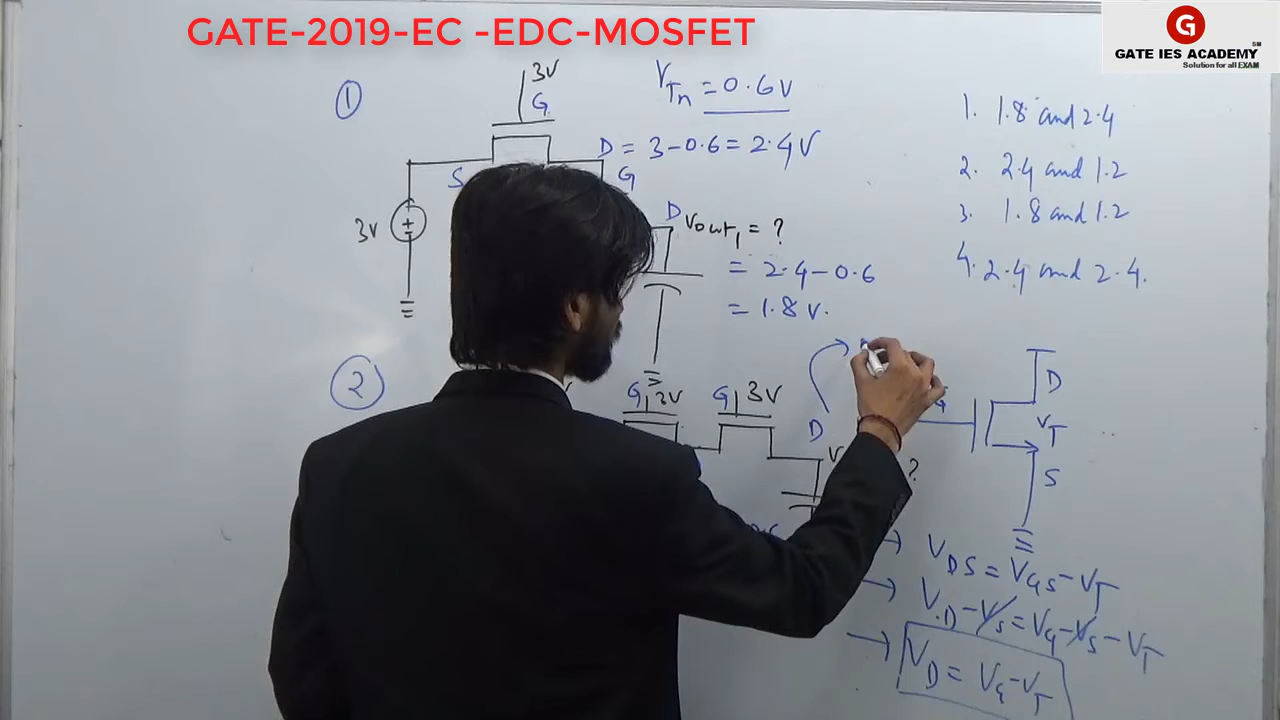 GATE-2019-EC -EDC-MOSFET
G
GATE IES ACADEMY SM
Solution for all EXAM
1
3V
G
V_Tn = 0.6V
D = 3-0.6 = 2.4V
S
G
3V
D
Vout1 = ?
= 2.4-0.6
= 1.8V.
1. 1.8 and 2.4
2. 2.4 and 1.2
3. 1.8 and 1.2
4. 2.4 and 2.4.
2
G 3V
G 3V
D
V
?
G
D
V_T
S
→ V_DS = V_GS - V_T
→ V_D - V_S = V_G - V_S - V_T
→ V_D = V_G - V_T